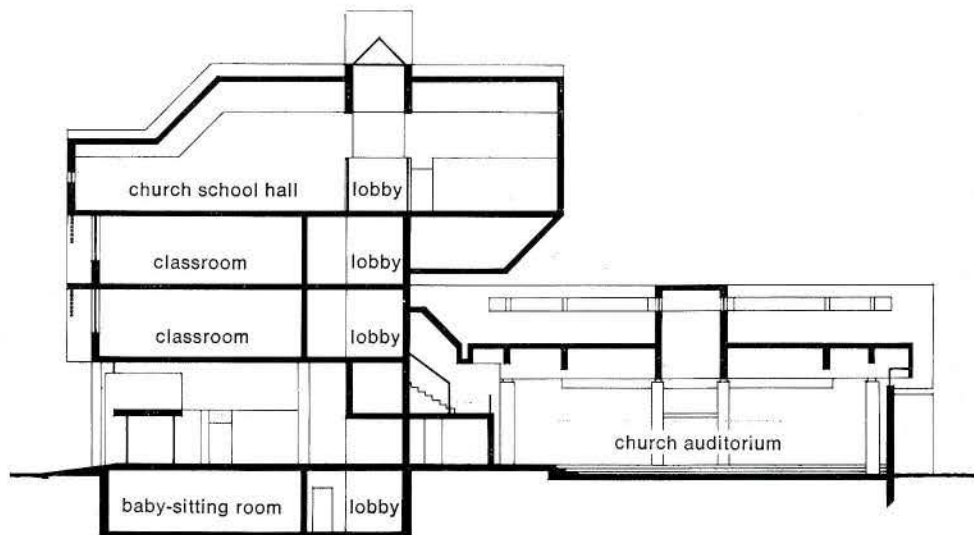 church school hall
lobby
classroom
lobby
classroom
lobby
church auditorium
baby-sitting room
lobby